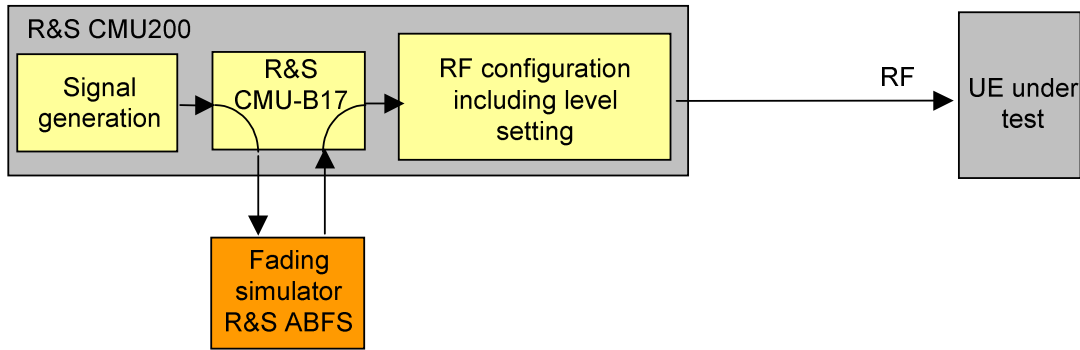 R&S CMU200
Signal
generation
R&S
CMU-B17
RF configuration
including level
setting
RF
UE under
test
Fading
simulator
R&S ABFS